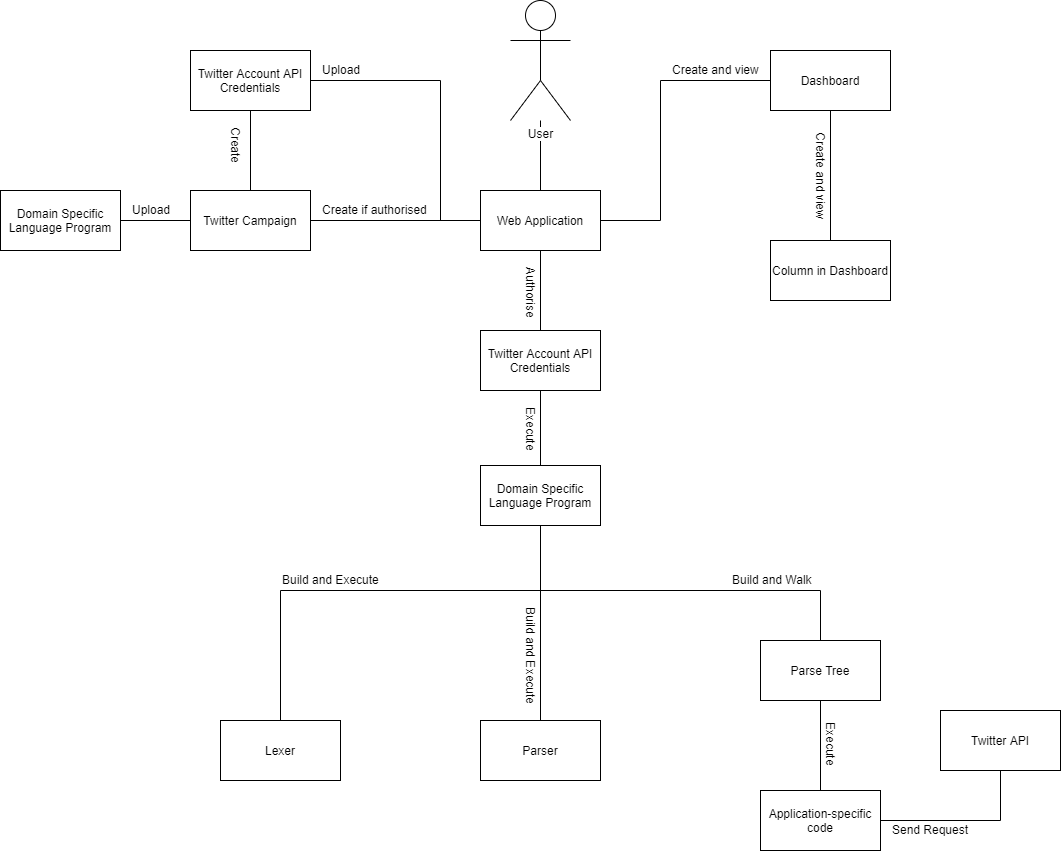 Twitter Account API
Credentials
Upload
Create and view
Dashboard
User
Create
Create and view
Domain Specific
Language Program
Upload
Twitter Campaign
Create if authorised
Web Application
Column in Dashboard
Authorise
Twitter Account API
Credentials
Execute
Domain Specific
Language Program
Build and Execute
Build and Walk
Build and Execute
Parse Tree
Lexer
Parser
Execute
Twitter API
Application-specific
code
Send Request